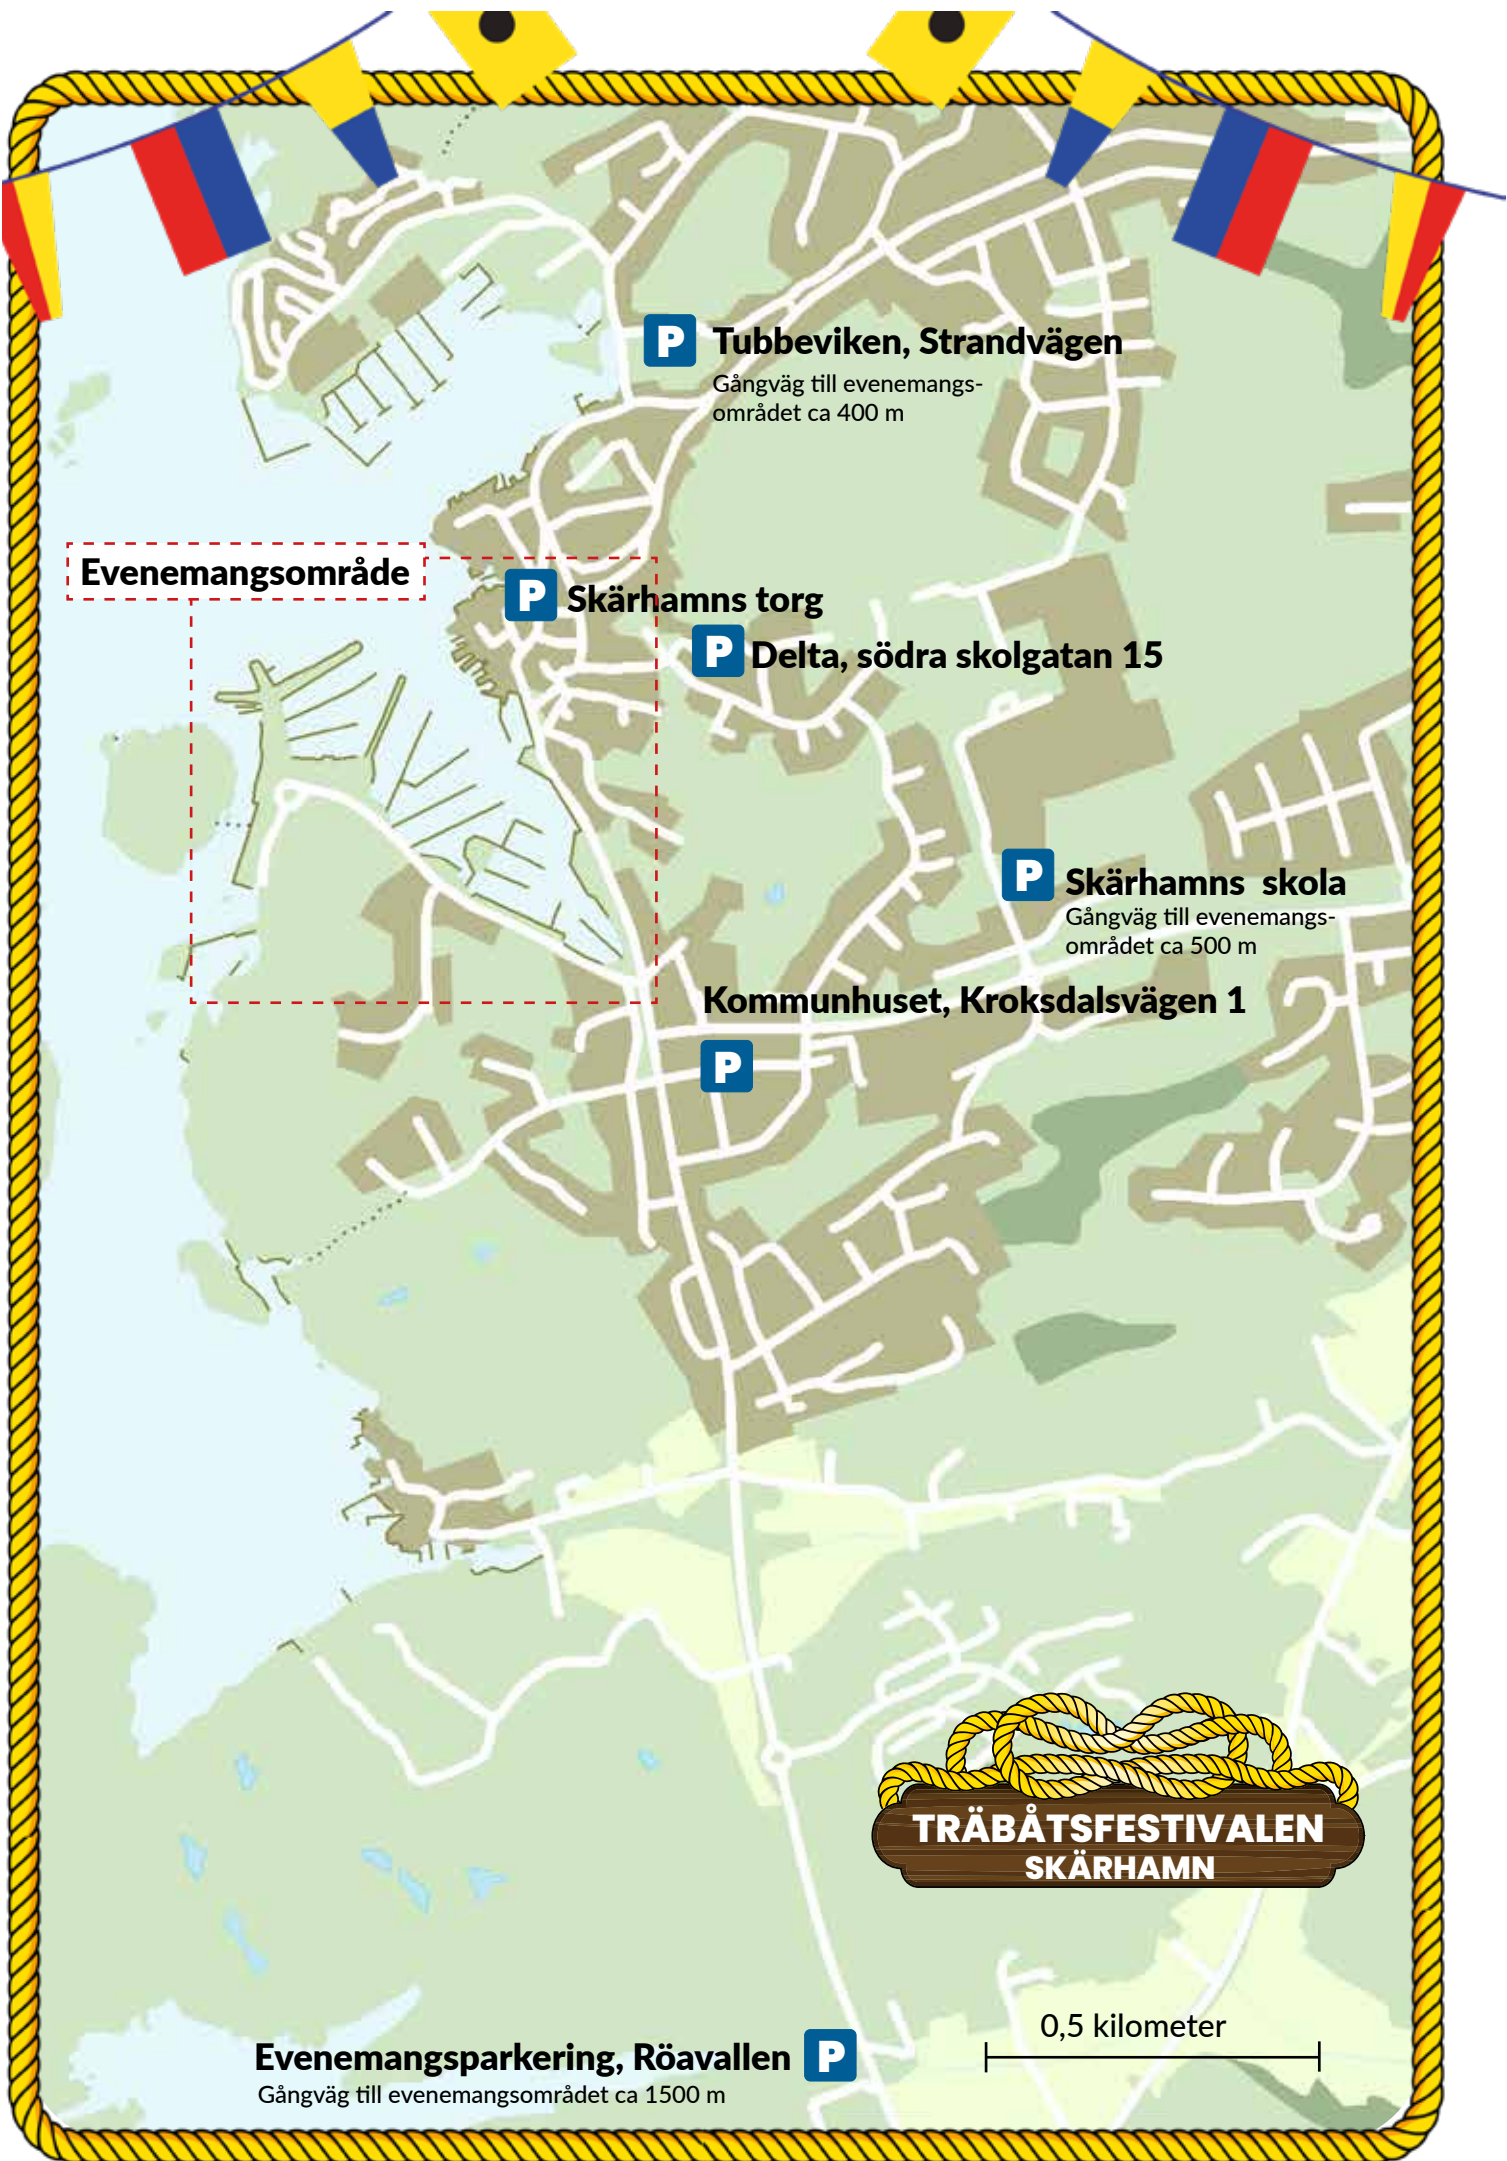 P Tubbeviken, Strandvägen
Gångväg till evenemangs-
området ca 400 m
Evenemangsområde
P Skärhamns torg
P Delta, södra skolgatan 15
P Skärhamns skola
Gångväg till evenemangs-
området ca 500 m
Kommunhuset, Kroksdalsvägen 1
P
TRÄBÅTSFESTIVALEN
SKÄRHAMN
0,5 kilometer
Evenemangsparkering, Röavallen P
Gångväg till evenemangsområdet ca 1500 m